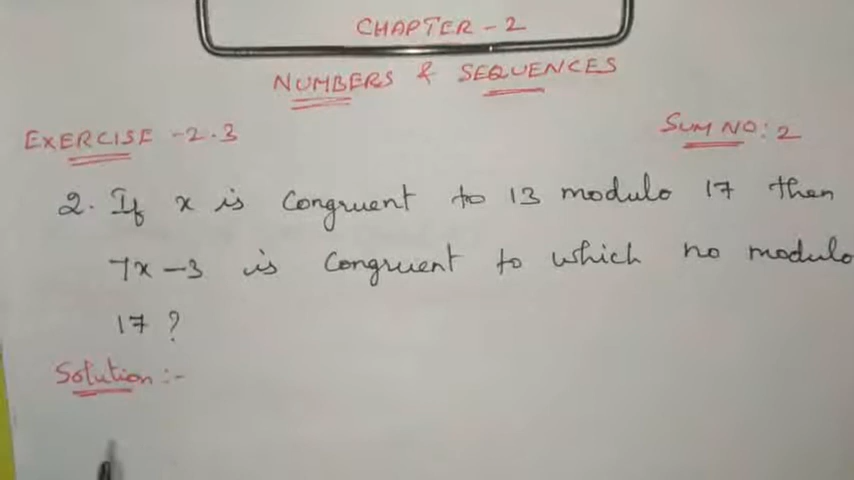 CHAPTER - 2
NUMBERS & SEQUENCES
EXERCISE - 2.3
SUM NO: 2
2. If x is congruent to 13 modulo 17 then
7x - 3 is congruent to which no modulo
17 ?
Solution :-